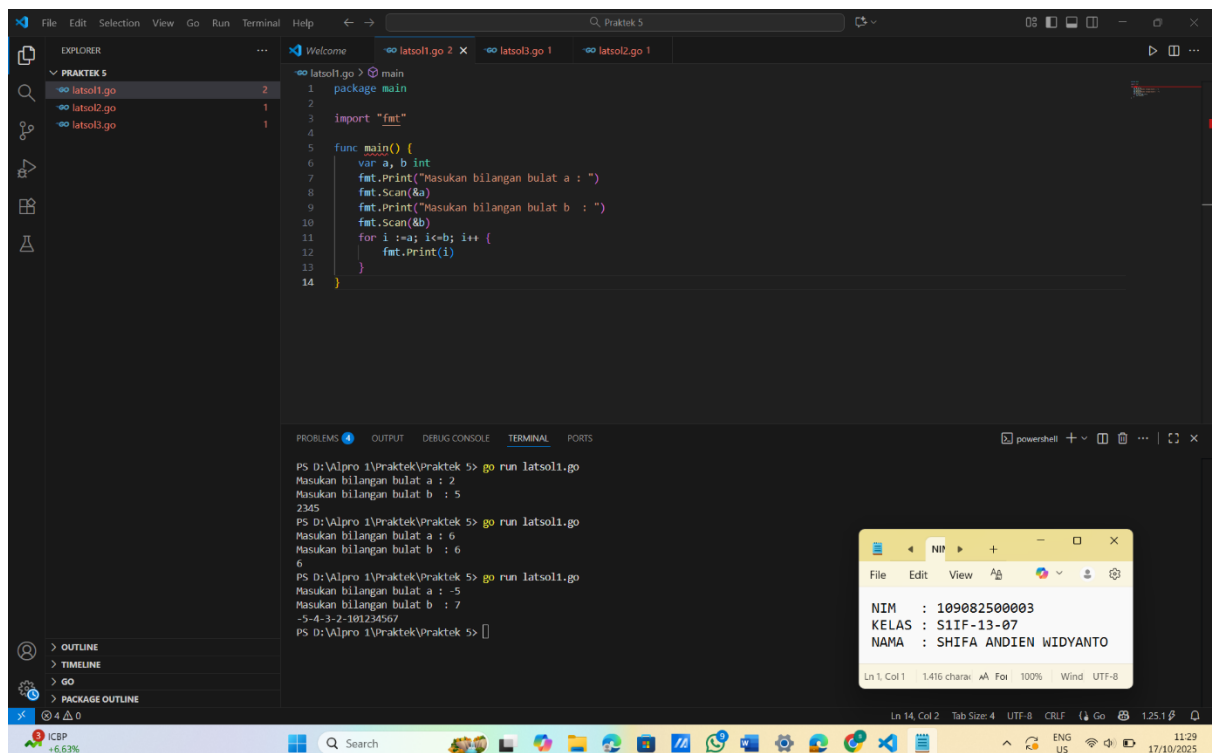 File Edit Selection View Go Run Terminal Help
Praktek 5
EXPLORER
Welcome
latsol1.go 2
latsol3.go 1
latsol2.go 1
PRAKTEK 5
latsol1.go 2
latsol2.go 1
latsol3.go 1
latsol1.go > main
1 package main
2
3 import "fmt"
4
5 func main() {
6 var a, b int
7 fmt.Print("Masukan bilangan bulat a : ")
8 fmt.Scan(&a)
9 fmt.Print("Masukan bilangan bulat b  : ")
10 fmt.Scan(&b)
11 for i :=a; i<=b; i++ {
12 fmt.Print(i)
13 }
14 }
PROBLEMS 4 OUTPUT DEBUG CONSOLE TERMINAL PORTS
powershell
PS D:\Alpro 1\Praktek\Praktek 5> go run latsol1.go
Masukan bilangan bulat a : 2
Masukan bilangan bulat b  : 5
2345
PS D:\Alpro 1\Praktek\Praktek 5> go run latsol1.go
Masukan bilangan bulat a : 6
Masukan bilangan bulat b  : 6
6
PS D:\Alpro 1\Praktek\Praktek 5> go run latsol1.go
Masukan bilangan bulat a : -5
Masukan bilangan bulat b  : 7
-5-4-3-2-101234567
PS D:\Alpro 1\Praktek\Praktek 5>
File Edit View
NIM : 109082500003
KELAS : S1IF-13-07
NAMA : SHIFA ANDIEN WIDYANTO
Ln 1, Col 1 1.416 charac 100% Wind UTF-8
OUTLINE
TIMELINE
GO
PACKAGE OUTLINE
4 0
Ln 14, Col 2 Tab Size: 4 UTF-8 CRLF Go 1.25.1
3
ICBP
+6.63%
Search
ENG
US
11:29
17/10/2025